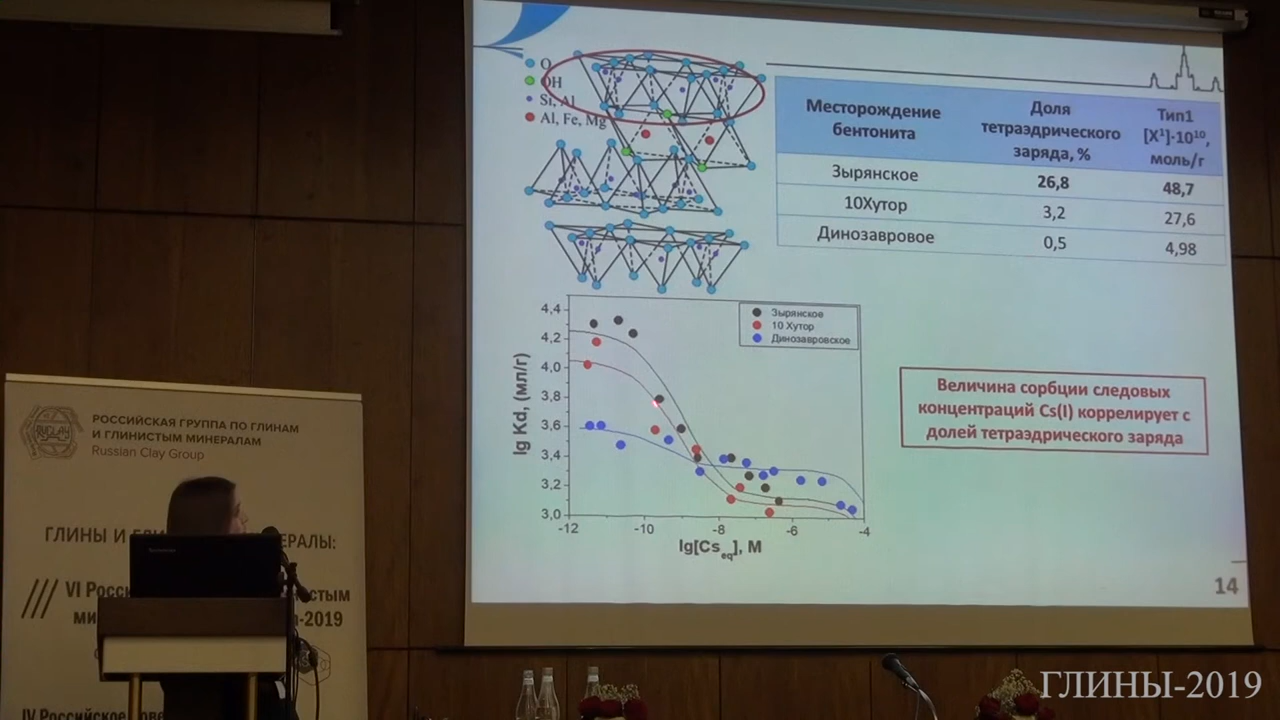 O
OH
Si, Al
Al, Fe, Mg
Месторождение
бентонита
Доля
тетраэдрического
заряда, %
Тип1
[X¹]·10¹⁰,
моль/г
Зырянское 26,8 48,7
10Хутор 3,2 27,6
Динозавровое 0,5 4,98
4,4
4,2
4,0
3,8
3,6
3,4
3,2
3,0
lg Kd, (мл/г)
Зырянское
10 Хутор
Динозавровское
-12 -10 -8 -6 -4
lg[Cs eq], M
Величина сорбции следовых
концентраций Cs(I) коррелирует с
долей тетраэдрического заряда
14
РОССИЙСКАЯ ГРУППА ПО ГЛИНАМ
И ГЛИНИСТЫМ МИНЕРАЛАМ
Russian Clay Group
ГЛИНЫ И
ЕРАЛЫ:
VI
-2019
IV
ГЛИНЫ-2019